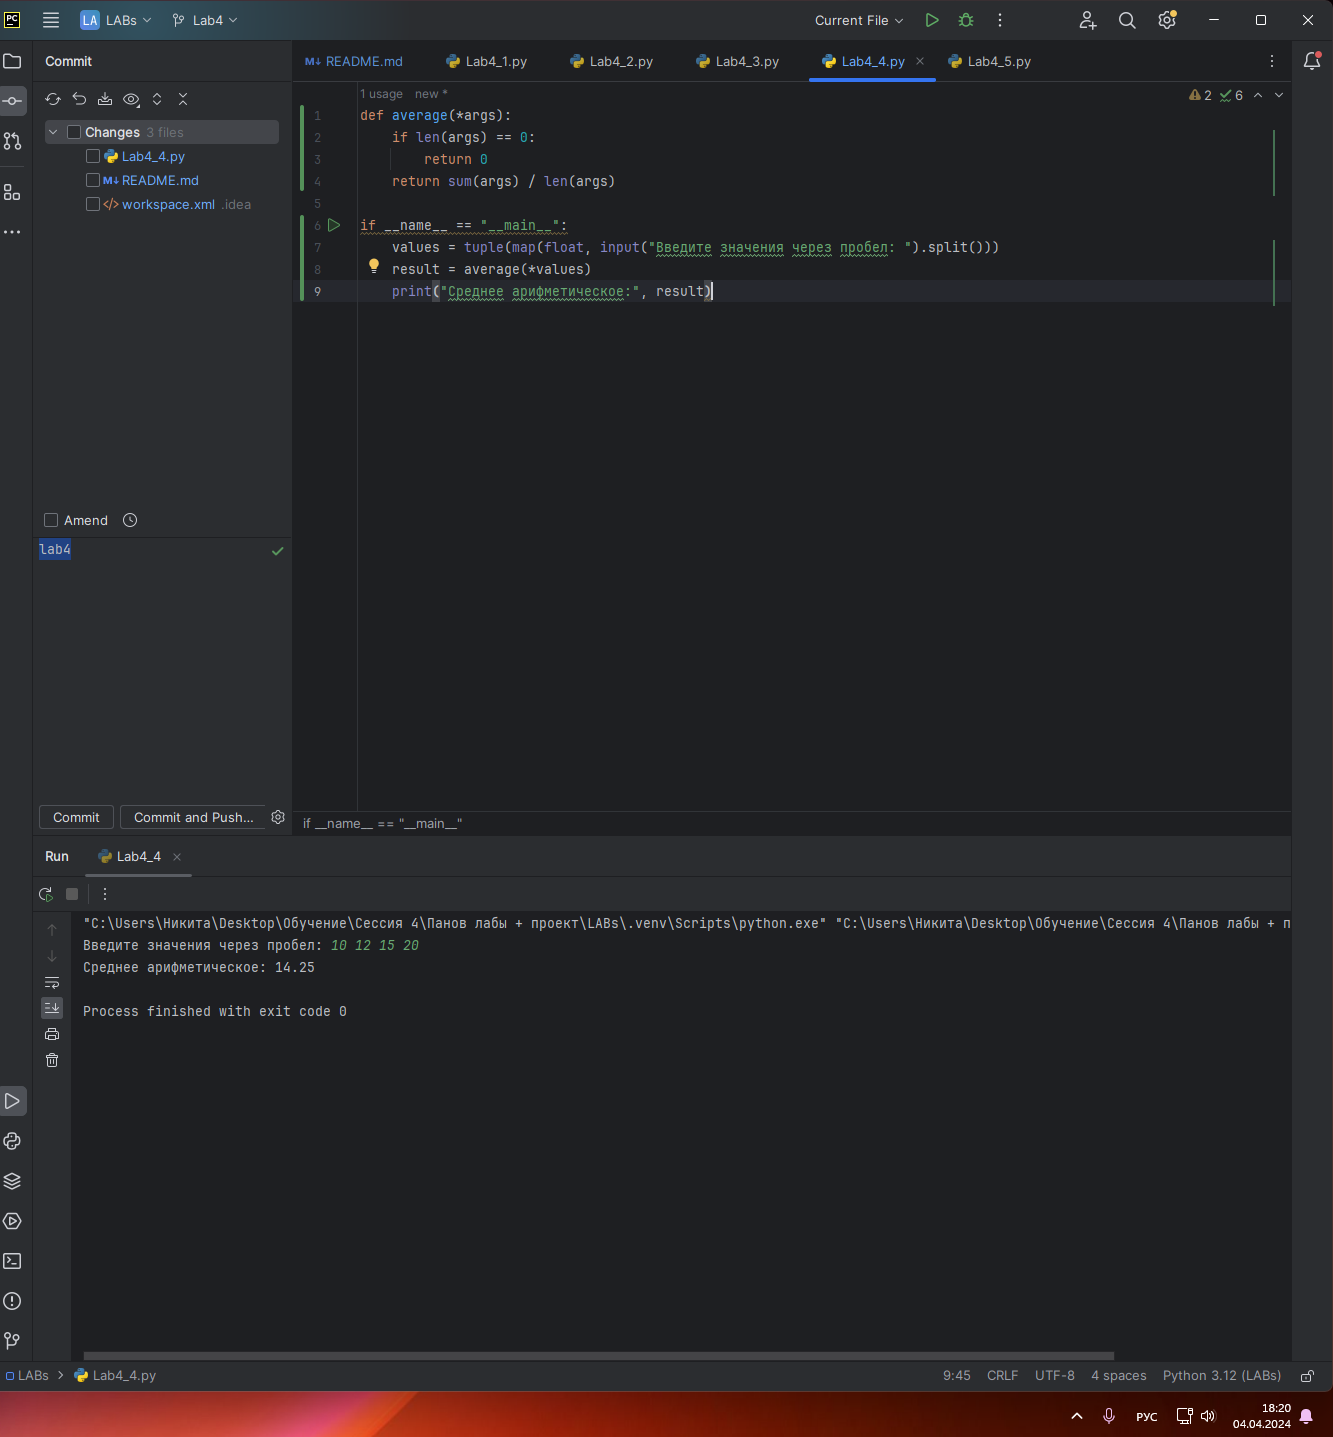 PC LA LABs Lab4 Current File
Commit
README.md Lab4_1.py Lab4_2.py Lab4_3.py Lab4_4.py Lab4_5.py
1 usage new *
2 6
Changes 3 files
Lab4_4.py
README.md
workspace.xml .idea
1 def average(*args):
2 if len(args) == 0:
3 return 0
4 return sum(args) / len(args)
5
6 if __name__ == "__main__":
7 values = tuple(map(float, input("Введите значения через пробел: ").split()))
8 result = average(*values)
9 print("Среднее арифметическое:", result)
Amend
lab4
Commit Commit and Push...
if __name__ == "__main__"
Run Lab4_4
"C:\Users\Никита\Desktop\Обучение\Сессия 4\Панов лабы + проект\LABs\.venv\Scripts\python.exe" "C:\Users\Никита\Desktop\Обучение\Сессия 4\Панов лабы + п
Введите значения через пробел: 10 12 15 20
Среднее арифметическое: 14.25
Process finished with exit code 0
LABs Lab4_4.py 9:45 CRLF UTF-8 4 spaces Python 3.12 (LABs)
РУС 18:20
04.04.2024